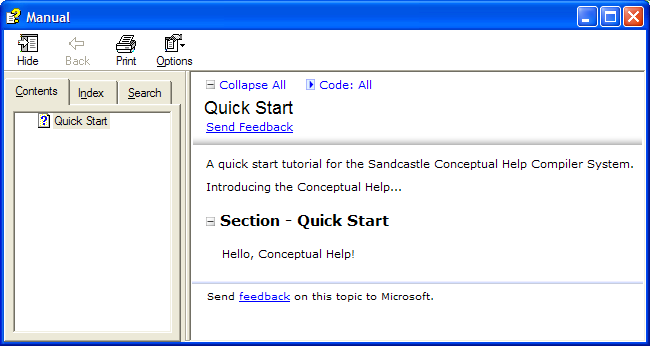 Manual
Hide Back Print Options
Contents Index Search
Quick Start
Collapse All Code: All
Quick Start
Send Feedback
A quick start tutorial for the Sandcastle Conceptual Help Compiler System.
Introducing the Conceptual Help...
Section - Quick Start
Hello, Conceptual Help!
Send feedback on this topic to Microsoft.